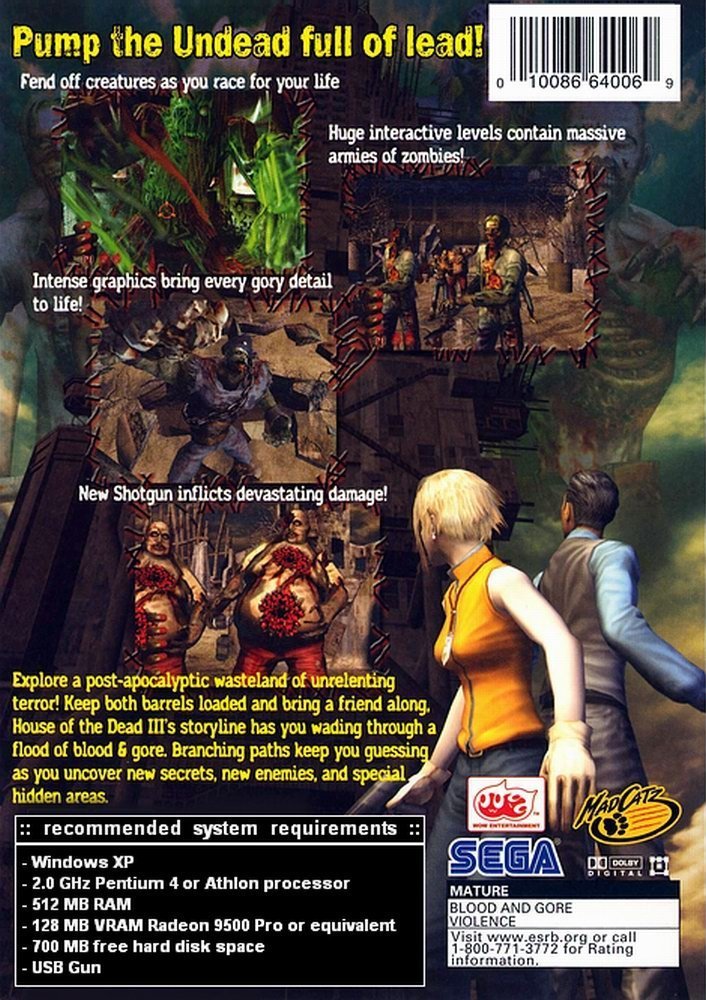 Pump the Undead full of lead!
0 10086 64006 9
Fend off creatures as you race for your life
Huge interactive levels contain massive
armies of zombies!
Intense graphics bring every gory detail
to life!
New Shotgun inflicts devastating damage!
Explore a post-apocalyptic wasteland of unrelenting
terror! Keep both barrels loaded and bring a friend along,
House of the Dead III's storyline has you wading through a
flood of blood & gore. Branching paths keep you guessing
as you uncover new secrets, new enemies, and special
hidden areas.
:: recommended system requirements ::
- Windows XP
- 2.0 GHz Pentium 4 or Athlon processor
- 512 MB RAM
- 128 MB VRAM Radeon 9500 Pro or equivalent
- 700 MB free hard disk space
- USB Gun
WOW ENTERTAINMENT
TM
MAD CATZ
SEGA
DOLBY
DIGITAL
MATURE
BLOOD AND GORE
VIOLENCE
Visit www.esrb.org or call
1-800-771-3772 for Rating
information.